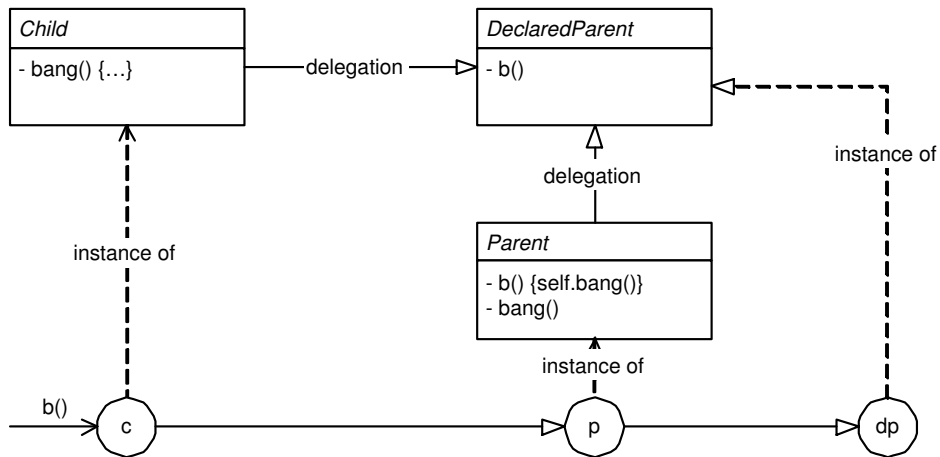 Child
DeclaredParent
- bang() {…}
delegation
- b()
instance of
delegation
instance of
Parent
- b() {self.bang()}
- bang()
instance of
b()
c
p
dp